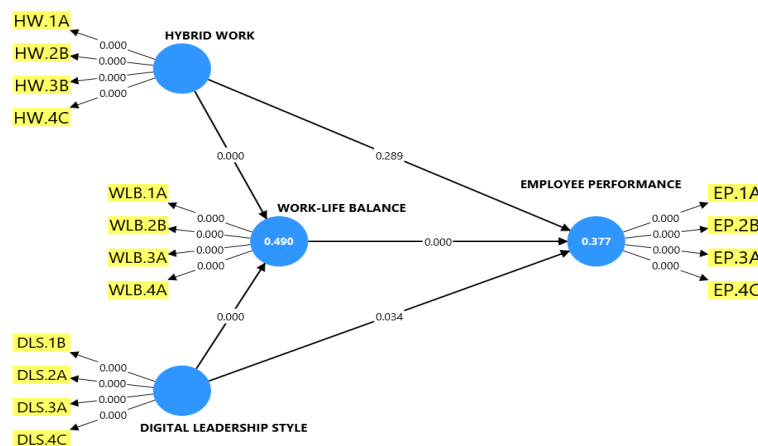 HW.1A
HW.2B
HW.3B
HW.4C
0.000
0.000
0.000
0.000
HYBRID WORK
0.000
0.289
WLB.1A
WLB.2B
WLB.3A
WLB.4A
0.000
0.000
0.000
0.000
WORK-LIFE BALANCE
0.490
0.000
EMPLOYEE PERFORMANCE
0.377
0.000
0.000
0.000
0.000
EP.1A
EP.2B
EP.3A
EP.4C
0.000
0.034
DLS.1B
DLS.2A
DLS.3A
DLS.4C
0.000
0.000
0.000
0.000
DIGITAL LEADERSHIP STYLE